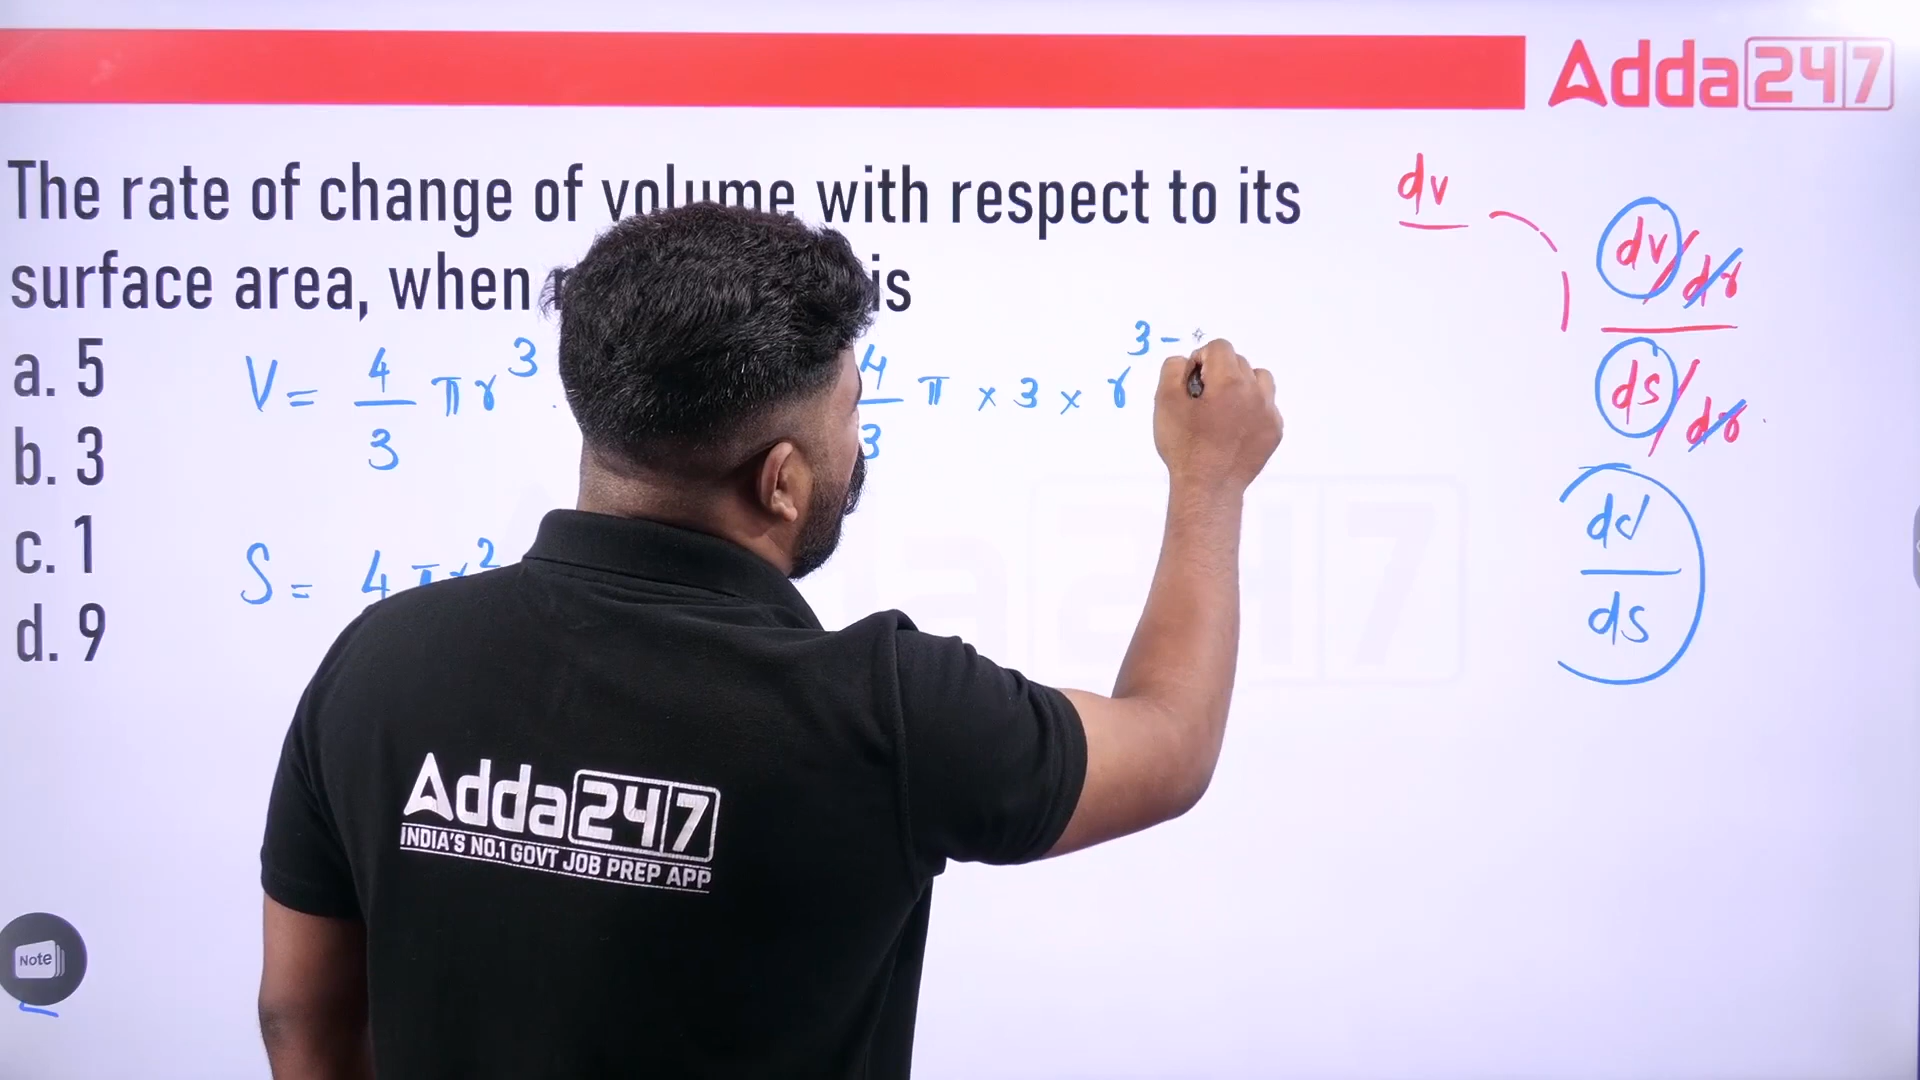 Adda247
The rate of change of volume with respect to its
surface area, when is
a. 5
b. 3
c. 1
d. 9
V = 4/3 πr³
4/3 π × 3 × r³⁻
S = 4πr²
dv
dv/dr
ds/dr
dv
ds
Adda247
INDIA'S NO.1 GOVT JOB PREP APP
Note